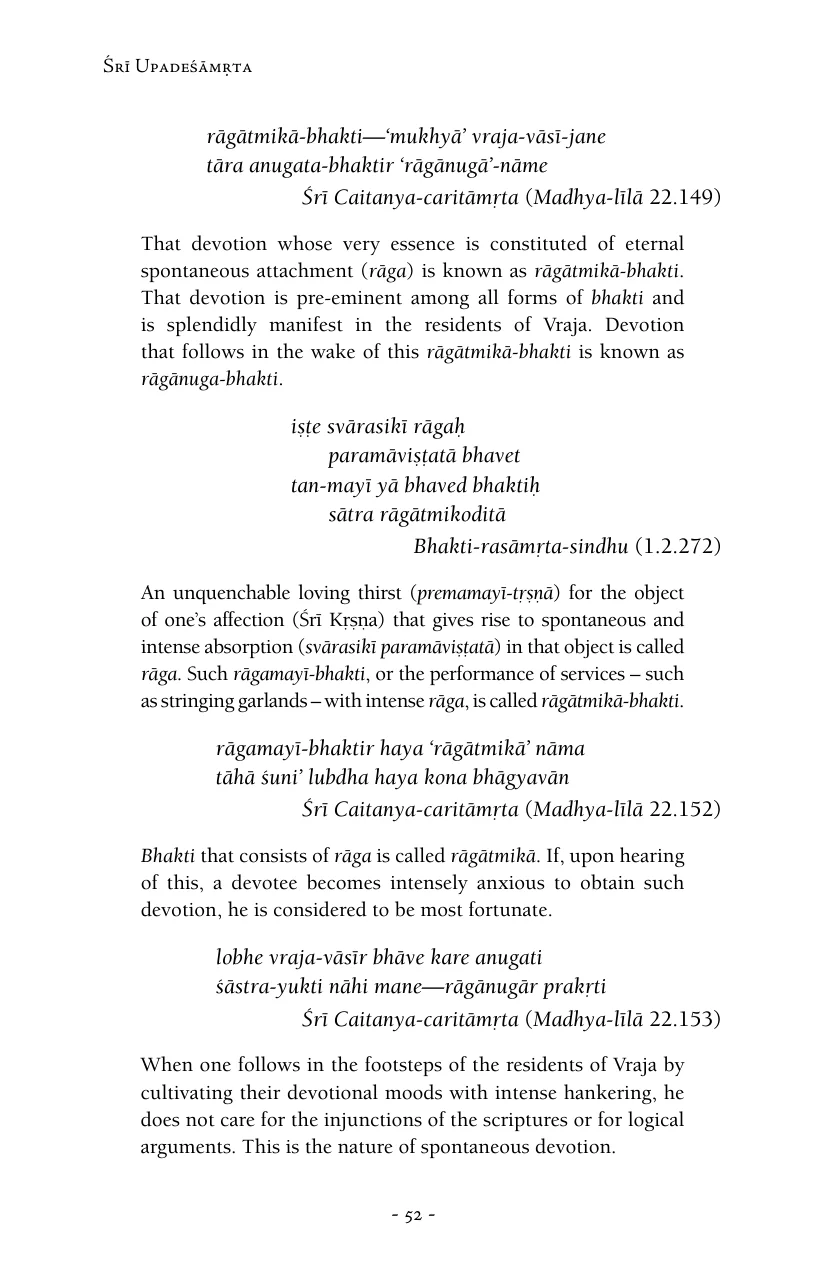 Śrī Upadeśāmṛta
rāgātmikā-bhakti—‘mukhyā’ vraja-vāsī-jane
tāra anugata-bhaktir ‘rāgānugā’-nāme
Śrī Caitanya-caritāmṛta (Madhya-līlā 22.149)
That devotion whose very essence is constituted of eternal
spontaneous attachment (rāga) is known as rāgātmikā-bhakti.
That devotion is pre-eminent among all forms of bhakti and
is splendidly manifest in the residents of Vraja. Devotion
that follows in the wake of this rāgātmikā-bhakti is known as
rāgānuga-bhakti.
iṣṭe svārasikī rāgaḥ
paramāviṣṭatā bhavet
tan-mayī yā bhaved bhaktiḥ
sātra rāgātmikoditā
Bhakti-rasāmṛta-sindhu (1.2.272)
An unquenchable loving thirst (premamayī-tṛṣṇā) for the object
of one’s affection (Śrī Kṛṣṇa) that gives rise to spontaneous and
intense absorption (svārasikī paramāviṣṭatā) in that object is called
rāga. Such rāgamayī-bhakti, or the performance of services – such
as stringing garlands – with intense rāga, is called rāgātmikā-bhakti.
rāgamayī-bhaktir haya ‘rāgātmikā’ nāma
tāhā śuni’ lubdha haya kona bhāgyavān
Śrī Caitanya-caritāmṛta (Madhya-līlā 22.152)
Bhakti that consists of rāga is called rāgātmikā. If, upon hearing
of this, a devotee becomes intensely anxious to obtain such
devotion, he is considered to be most fortunate.
lobhe vraja-vāsīr bhāve kare anugati
śāstra-yukti nāhi mane—rāgānugār prakṛti
Śrī Caitanya-caritāmṛta (Madhya-līlā 22.153)
When one follows in the footsteps of the residents of Vraja by
cultivating their devotional moods with intense hankering, he
does not care for the injunctions of the scriptures or for logical
arguments. This is the nature of spontaneous devotion.
- 52 -